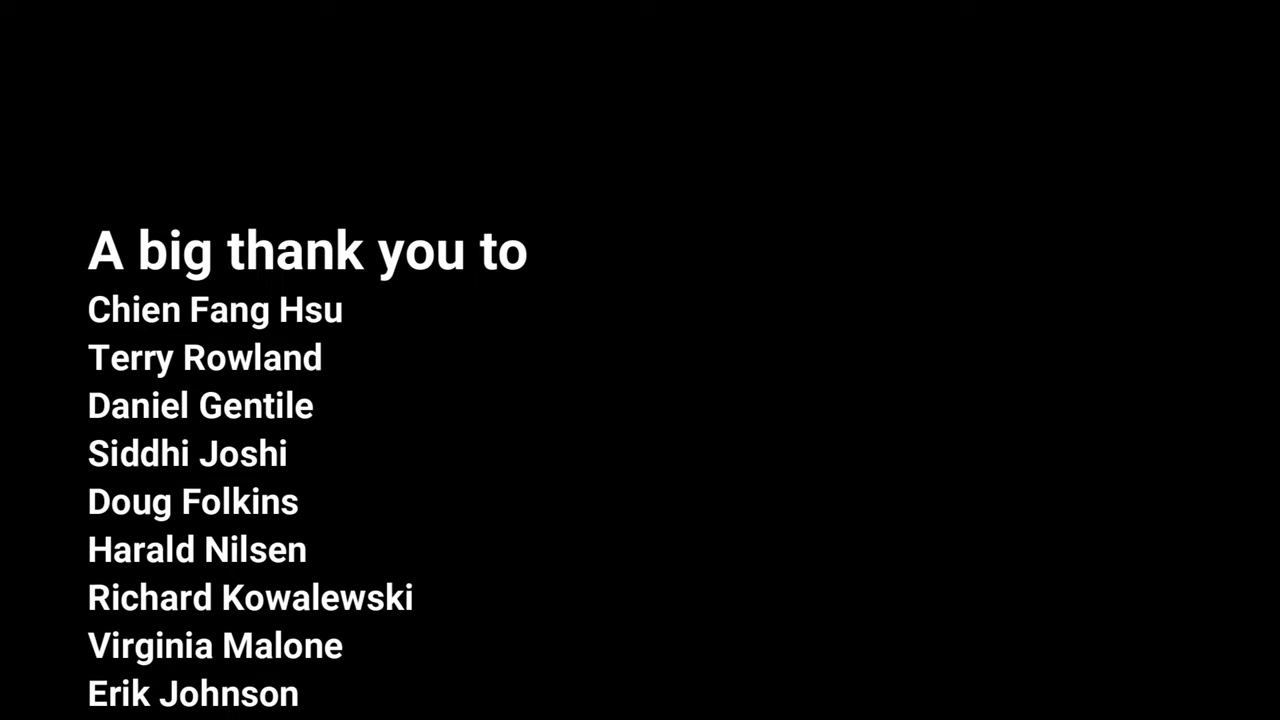 A big thank you to
Chien Fang Hsu
Terry Rowland
Daniel Gentile
Siddhi Joshi
Doug Folkins
Harald Nilsen
Richard Kowalewski
Virginia Malone
Erik Johnson